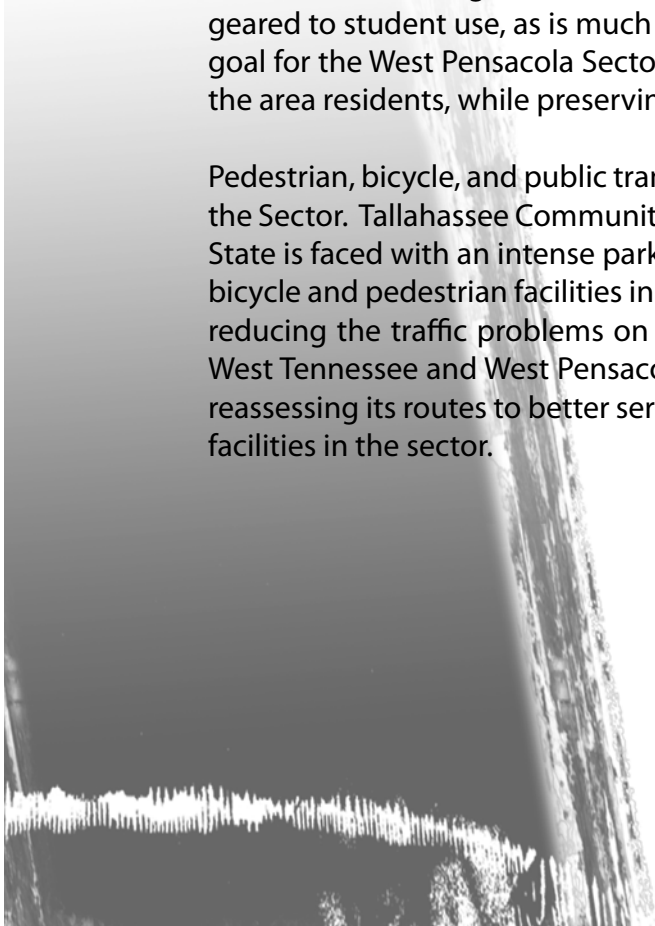 geared to student use, as is much
goal for the West Pensacola Secto
the area residents, while preservin
Pedestrian, bicycle, and public tran
the Sector. Tallahassee Communit
State is faced with an intense park
bicycle and pedestrian facilities in
reducing the traffic problems on
West Tennessee and West Pensaco
reassessing its routes to better ser
facilities in the sector.